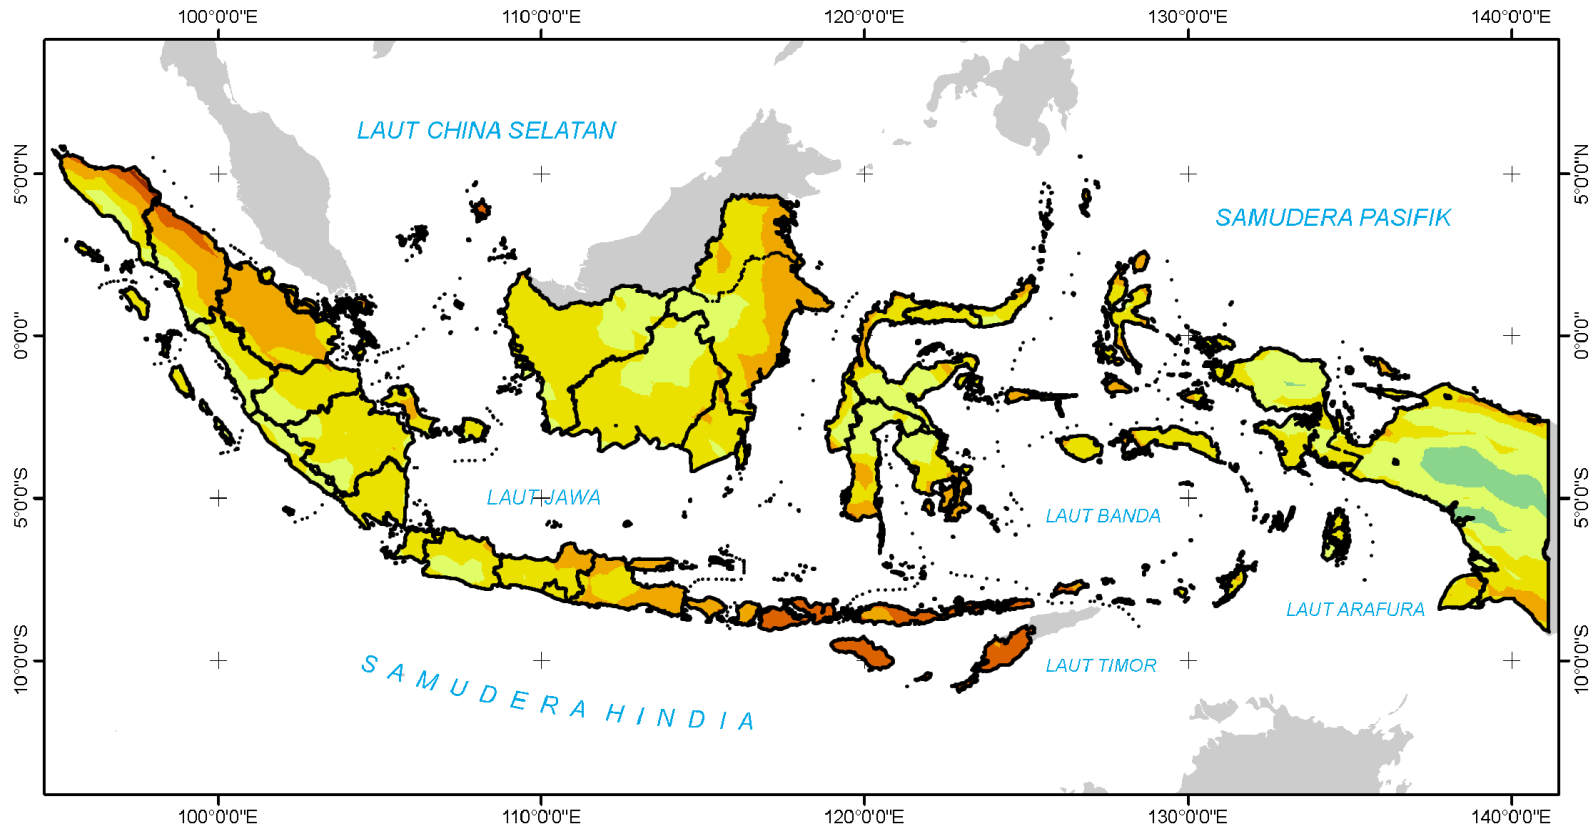 100°0'0"E 110°0'0"E 120°0'0"E 130°0'0"E 140°0'0"E
LAUT CHINA SELATAN
5°0'0"N 5°0'0"N
SAMUDERA PASIFIK
0°0'0" 0°0'0"
LAUT JAWA
5°0'0"S 5°0'0"S
LAUT BANDA
LAUT ARAFURA
10°0'0"S 10°0'0"S
LAUT TIMOR
SAMUDERA HINDIA
100°0'0"E 110°0'0"E 120°0'0"E 130°0'0"E 140°0'0"E